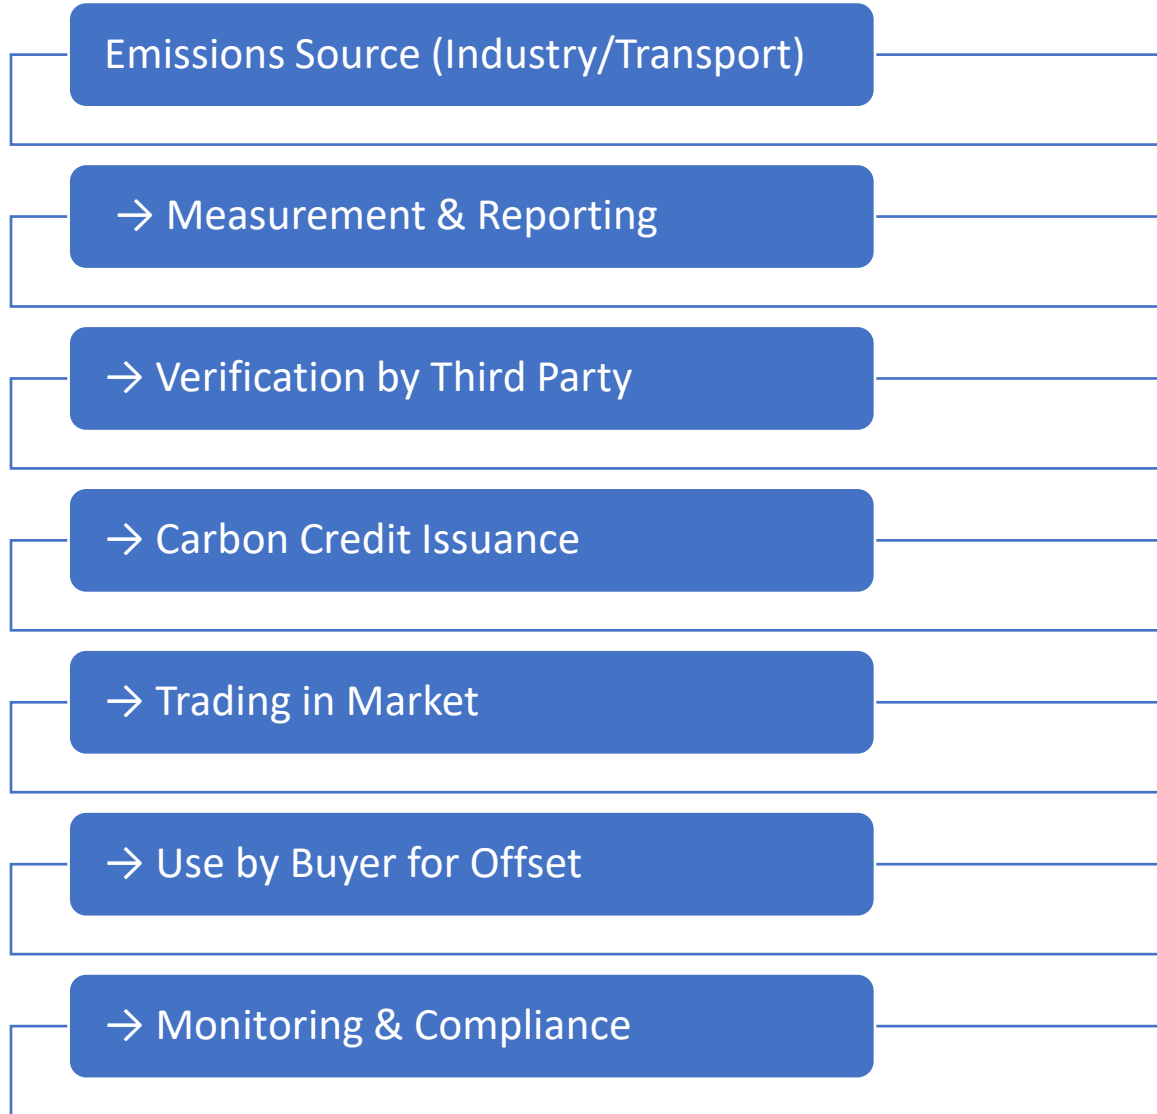 Emissions Source (Industry/Transport)
→ Measurement & Reporting
→ Verification by Third Party
→ Carbon Credit Issuance
→ Trading in Market
→ Use by Buyer for Offset
→ Monitoring & Compliance